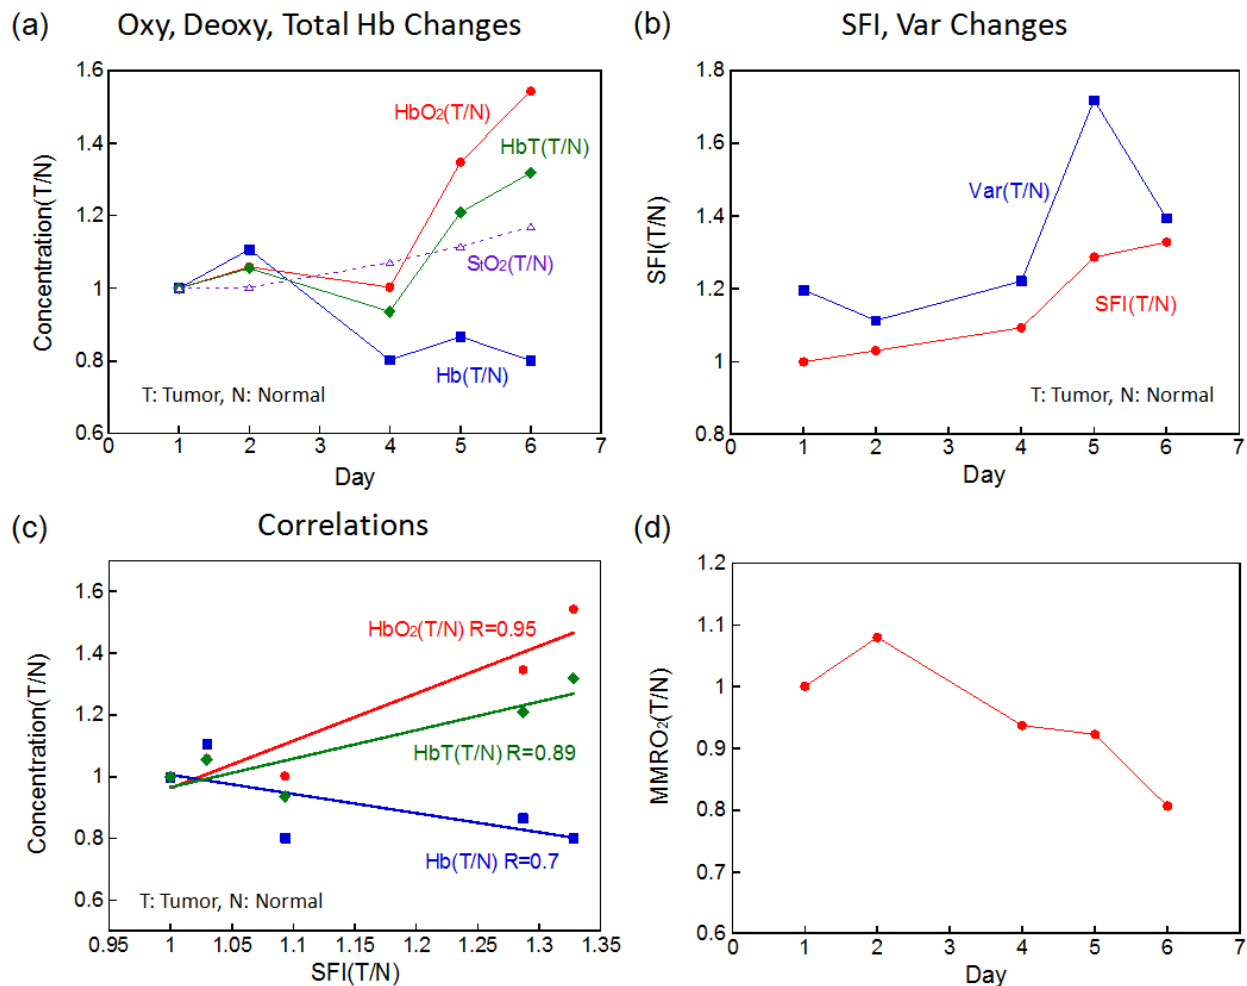 (a) Oxy, Deoxy, Total Hb Changes
1.6
1.4
1.2
1
0.8
0.6
Concentration(T/N)
HbO₂(T/N)
HbT(T/N)
StO₂(T/N)
Hb(T/N)
T: Tumor, N: Normal
0 1 2 3 4 5 6 7
Day
(b) SFI, Var Changes
1.8
1.6
1.4
1.2
1
0.8
SFI(T/N)
Var(T/N)
SFI(T/N)
T: Tumor, N: Normal
0 1 2 3 4 5 6 7
Day
(c) Correlations
1.6
1.4
1.2
1
0.8
0.6
Concentration(T/N)
HbO₂(T/N) R=0.95
HbT(T/N) R=0.89
Hb(T/N) R=0.7
T: Tumor, N: Normal
0.95 1 1.05 1.1 1.15 1.2 1.25 1.3 1.35
SFI(T/N)
(d)
1.2
1.1
1
0.9
0.8
0.7
0.6
MMRO₂(T/N)
0 1 2 3 4 5 6 7
Day